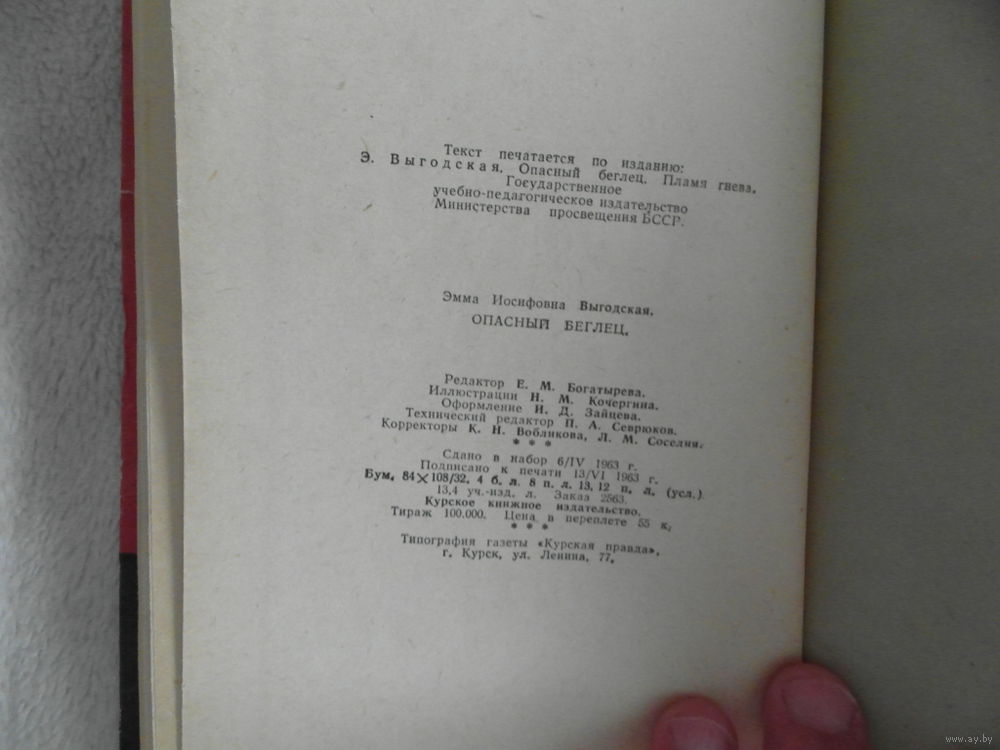 Текст печатается по изданию:
Э. Выгодская. Опасный беглец. Пламя гнева.
Государственное
учебно-педагогическое издательство
Министерства просвещения БССР.
Эмма Иосифовна Выгодская.
ОПАСНЫЙ БЕГЛЕЦ.
Редактор Е. М. Богатырева.
Иллюстрации Н. М. Кочергина.
Оформление И. Д. Зайцева.
Технический редактор П. А. Севрюков.
Корректоры К. Н. Вобликова, Л. М. Соселия.
* * *
Сдано в набор 6/IV 1963 г.
Подписано к печати 13/VI 1963 г.
Бум. 84×108/32. 4 б. л. 8 п. л. 13,12 п. л. (усл.)
13,4 уч.-изд. л. Заказ 2563.
Курское книжное издательство.
Тираж 100.000. Цена в переплете 55 к.
* * *
Типография газеты «Курская правда»,
г. Курск, ул. Ленина, 77.
www.ay.by